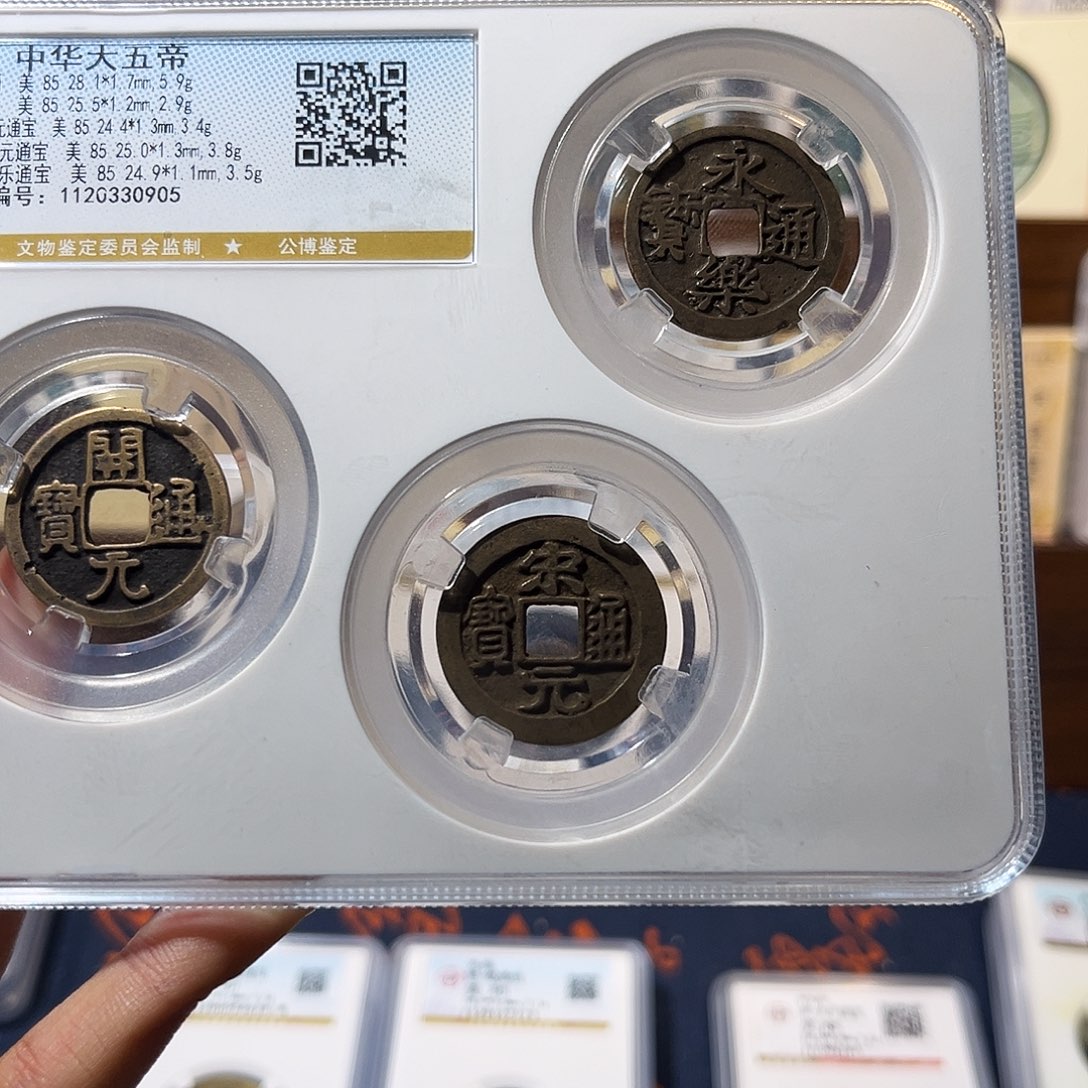 中华大五帝
美 85 28.1*1.7mm, 5.9g
美 85 25.5*1.2mm, 2.9g
元通宝 美 85 24.4*1.3mm 3.4g
元通宝 美 85 25.0*1.3mm, 3.8g
乐通宝 美 85 24.9*1.1mm, 3.5g
编号: 1120330905
文物鉴定委员会监制 ★ 公博鉴定
永樂通寳
開元通寶
宋元通寶